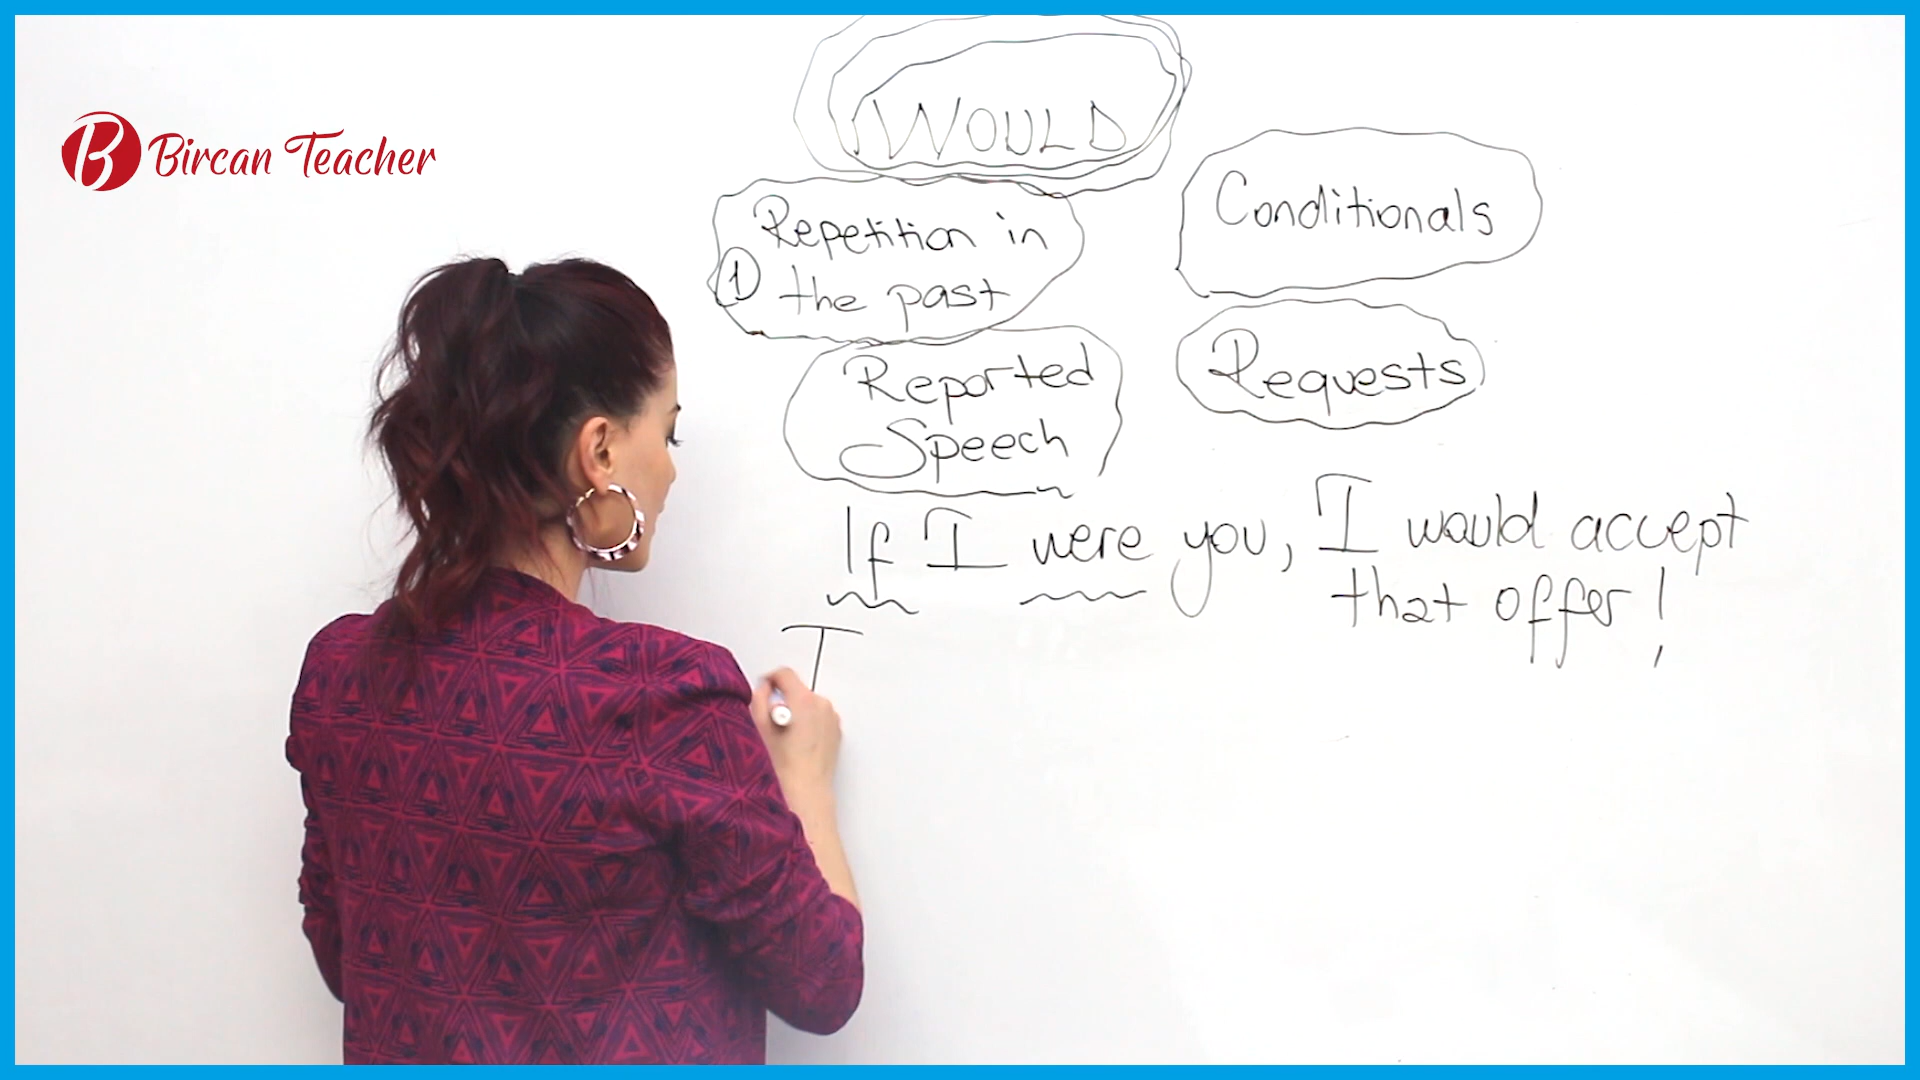 B Bircan Teacher
WOULD
Repetition in
① the past
Conditionals
Reported
Speech
Requests
If I were you, I would accept
that offer!
I